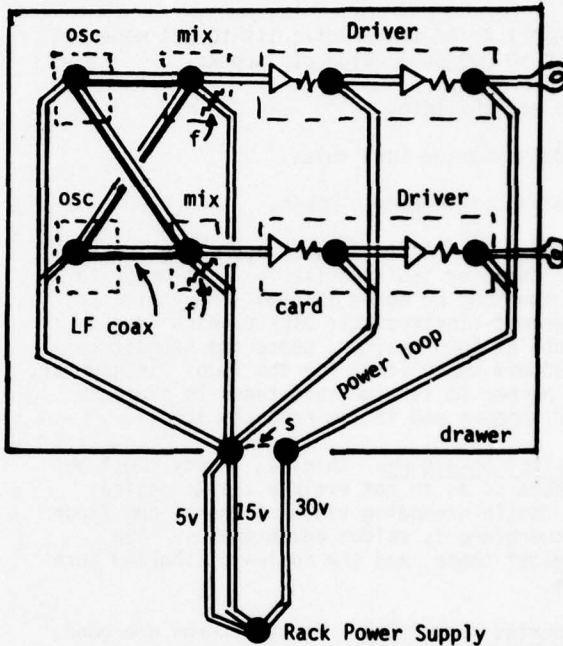 osc mix Driver
f
osc mix Driver
f
LF coax
card
power loop
s
drawer
5v 15v 30v
Rack Power Supply